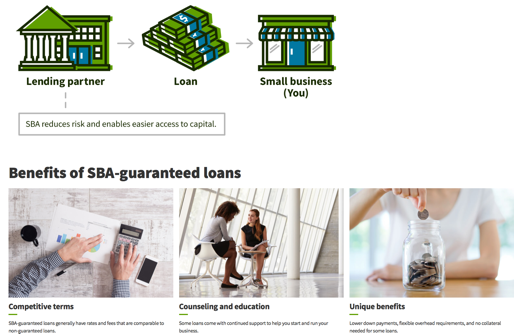 Lending partner
Loan
Small business
(You)
SBA reduces risk and enables easier access to capital.
Benefits of SBA-guaranteed loans
Competitive terms
SBA-guaranteed loans generally have rates and fees that are comparable to
non-guaranteed loans.
Counseling and education
Some loans come with continued support to help you start and run your
business.
Unique benefits
Lower down payments, flexible overhead requirements, and no collateral
needed for some loans.